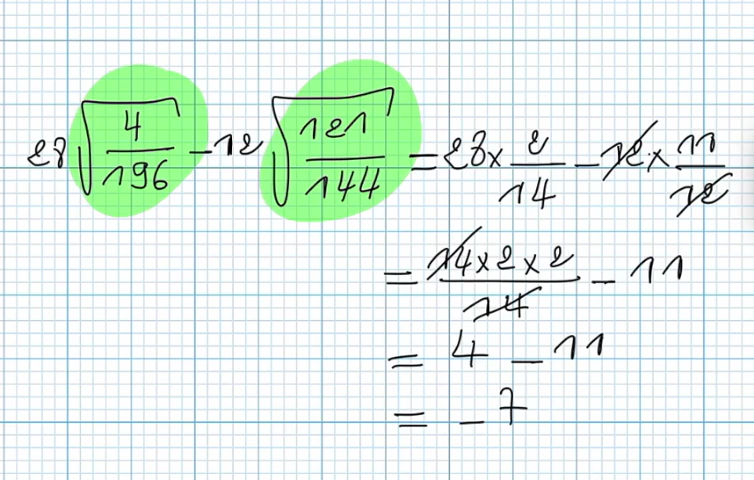 28√(4/196) – 12√(121/144) = 28 × 2/14 – 12 × 11/12
= (14 × 2 × 2)/14 – 11
= 4 – 11
= – 7